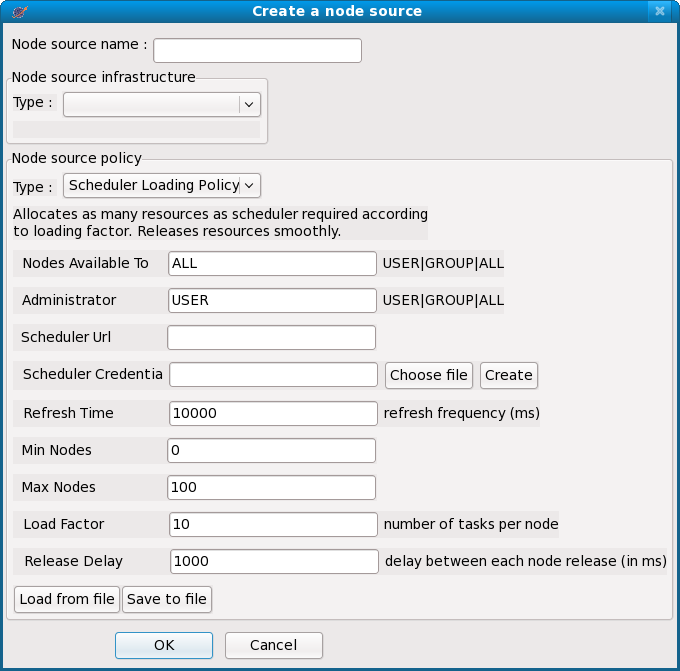 Create a node source
Node source name :
Node source infrastructure
Type :
Node source policy
Type : Scheduler Loading Policy
Allocates as many resources as scheduler required according
to loading factor. Releases resources smoothly.
Nodes Available To ALL USER|GROUP|ALL
Administrator USER USER|GROUP|ALL
Scheduler Url
Scheduler Credentia Choose file Create
Refresh Time 10000 refresh frequency (ms)
Min Nodes 0
Max Nodes 100
Load Factor 10 number of tasks per node
Release Delay 1000 delay between each node release (in ms)
Load from file Save to file
OK Cancel